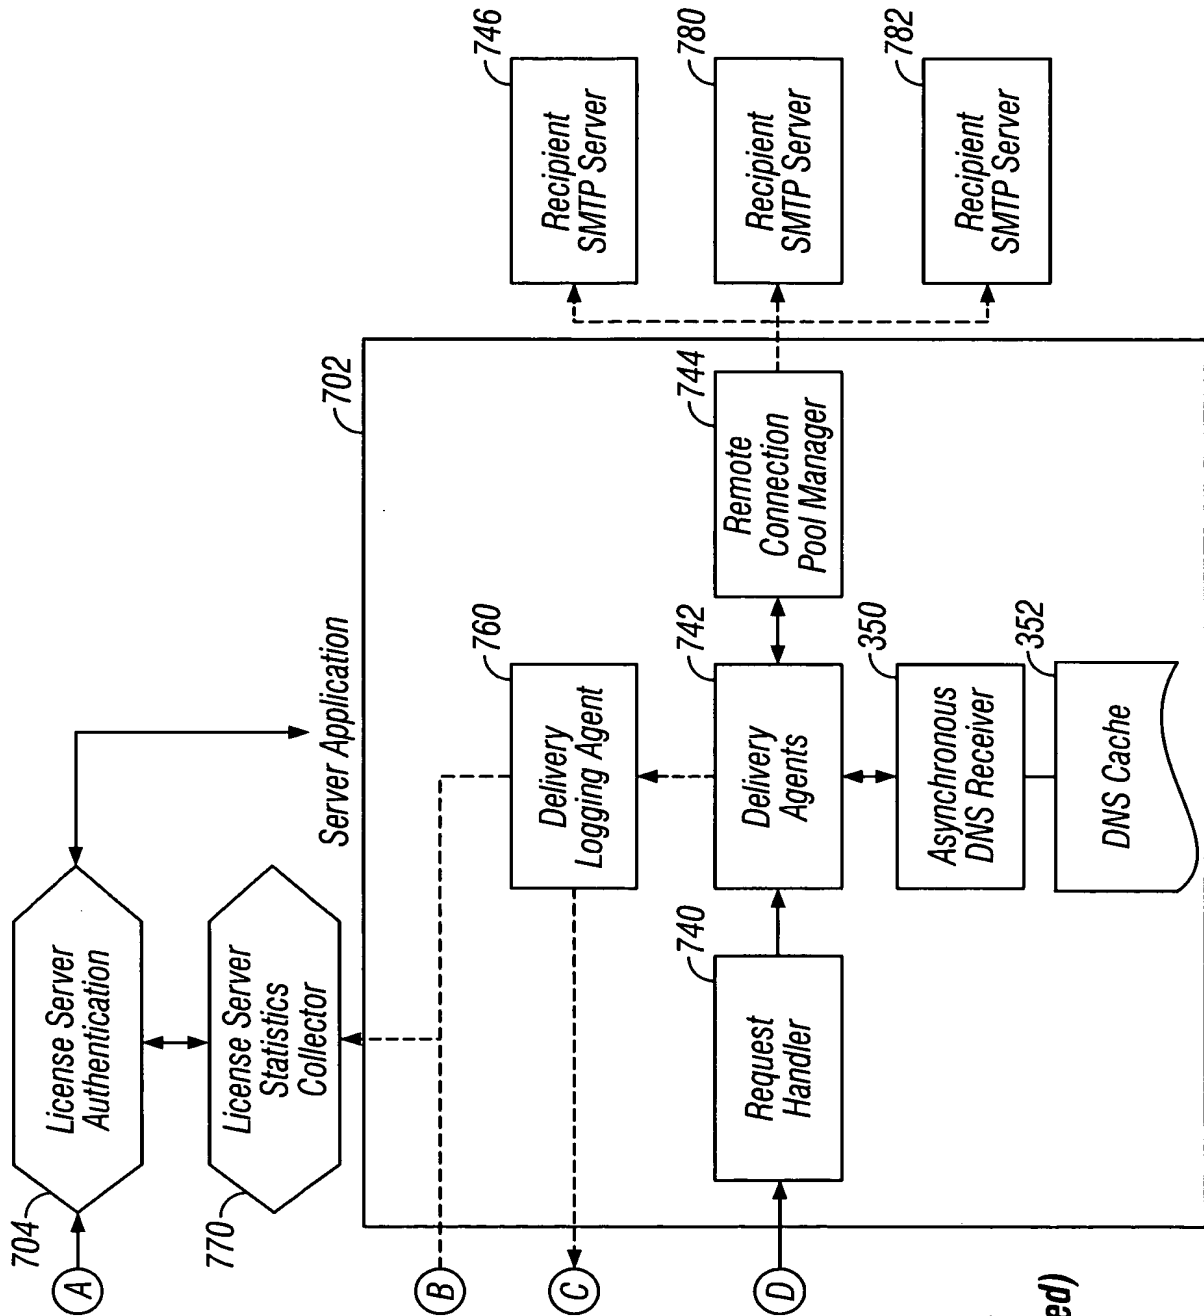 A
704
License Server
Authentication
770
License Server
Statistics
Collector
Server Application
702
B
C
D
760
Delivery
Logging Agent
740
Request
Handler
742
Delivery
Agents
744
Remote
Connection
Pool Manager
350
Asynchronous
DNS Receiver
352
DNS Cache
746
Recipient
SMTP Server
780
Recipient
SMTP Server
782
Recipient
SMTP Server
ed)